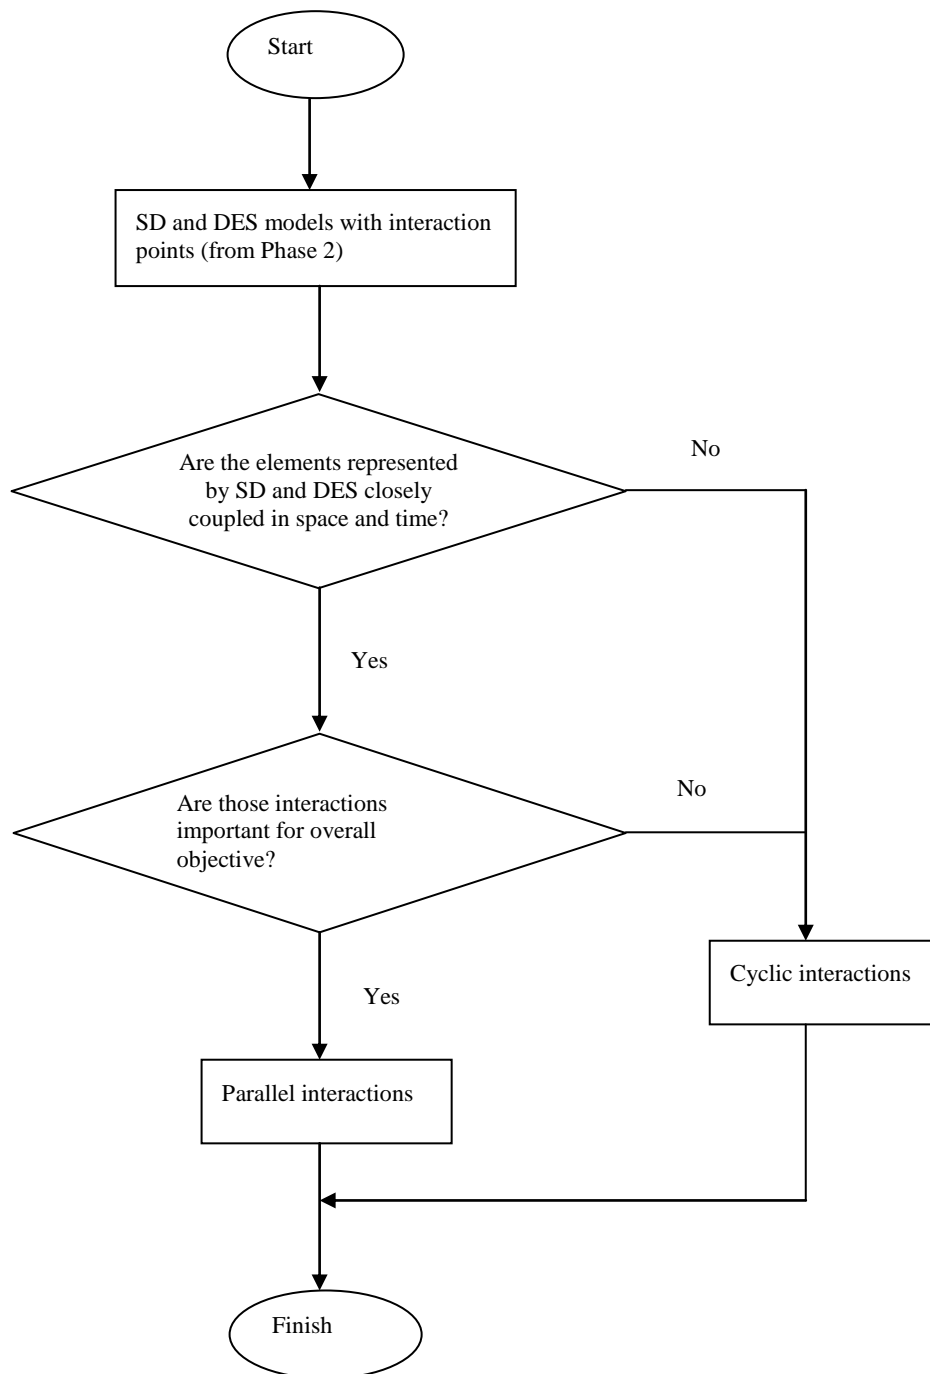 Start
SD and DES models with interaction
points (from Phase 2)
No
Are the elements represented
by SD and DES closely
coupled in space and time?
Yes
No
Are those interactions
important for overall
objective?
Cyclic interactions
Yes
Parallel interactions
Finish